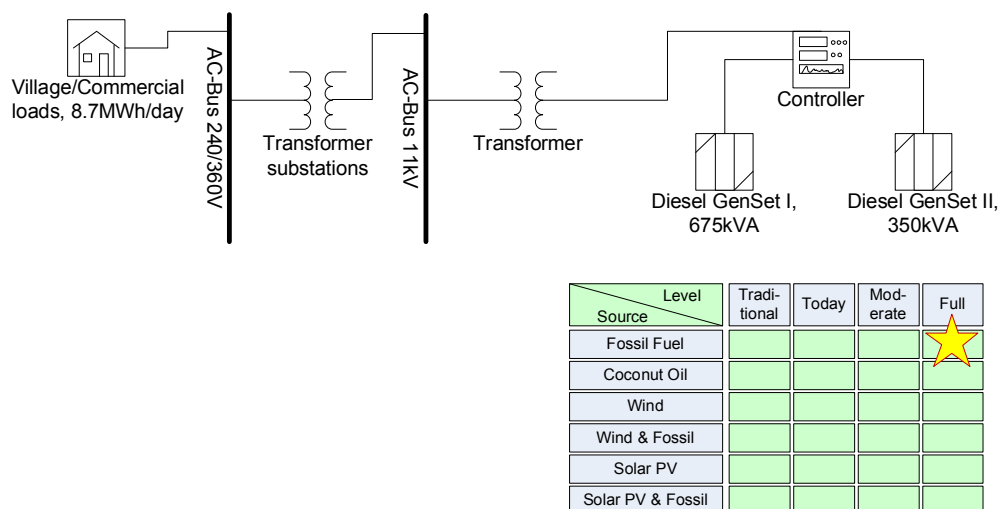 Village/Commercial
loads, 8.7MWh/day
AC-Bus 240/360V
Transformer
substations
AC-Bus 11kV
Transformer
Controller
Diesel GenSet I,
675kVA
Diesel GenSet II,
350kVA
Level
Source
Tradi-
tional
Today
Mod-
erate
Full
Fossil Fuel
Coconut Oil
Wind
Wind & Fossil
Solar PV
Solar PV & Fossil